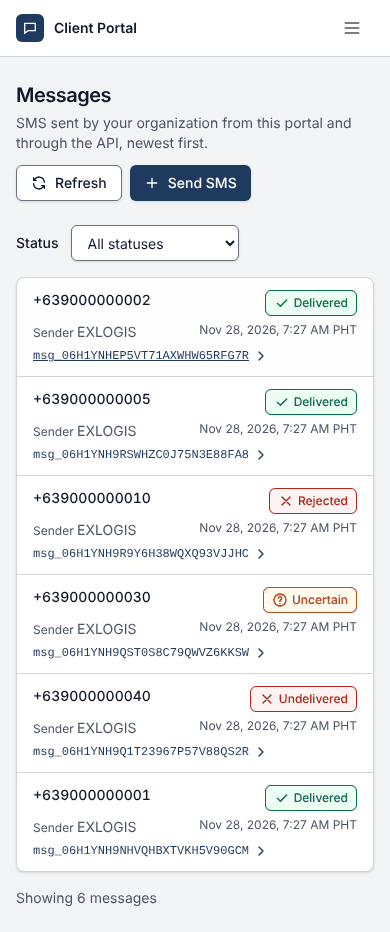 Client Portal
Messages
SMS sent by your organization from this portal and
through the API, newest first.
Refresh
Send SMS
Status
All statuses
+639000000002
Delivered
Sender EXLOGIS
Nov 28, 2026, 7:27 AM PHT
msg_06H1YNHEP5VT71AXWHW65RFG7R
+639000000005
Delivered
Sender EXLOGIS
Nov 28, 2026, 7:27 AM PHT
msg_06H1YNH9RSWHZC0J75N3E88FA8
+639000000010
Rejected
Sender EXLOGIS
Nov 28, 2026, 7:27 AM PHT
msg_06H1YNH9R9Y6H38WQXQ93VJJHC
+639000000030
Uncertain
Sender EXLOGIS
Nov 28, 2026, 7:27 AM PHT
msg_06H1YNH9QST0S8C79QWVZ6KKSW
+639000000040
Undelivered
Sender EXLOGIS
Nov 28, 2026, 7:27 AM PHT
msg_06H1YNH9Q1T23967P57V88QS2R
+639000000001
Delivered
Sender EXLOGIS
Nov 28, 2026, 7:27 AM PHT
msg_06H1YNH9NHVQHBXTVKH5V90GCM
Showing 6 messages